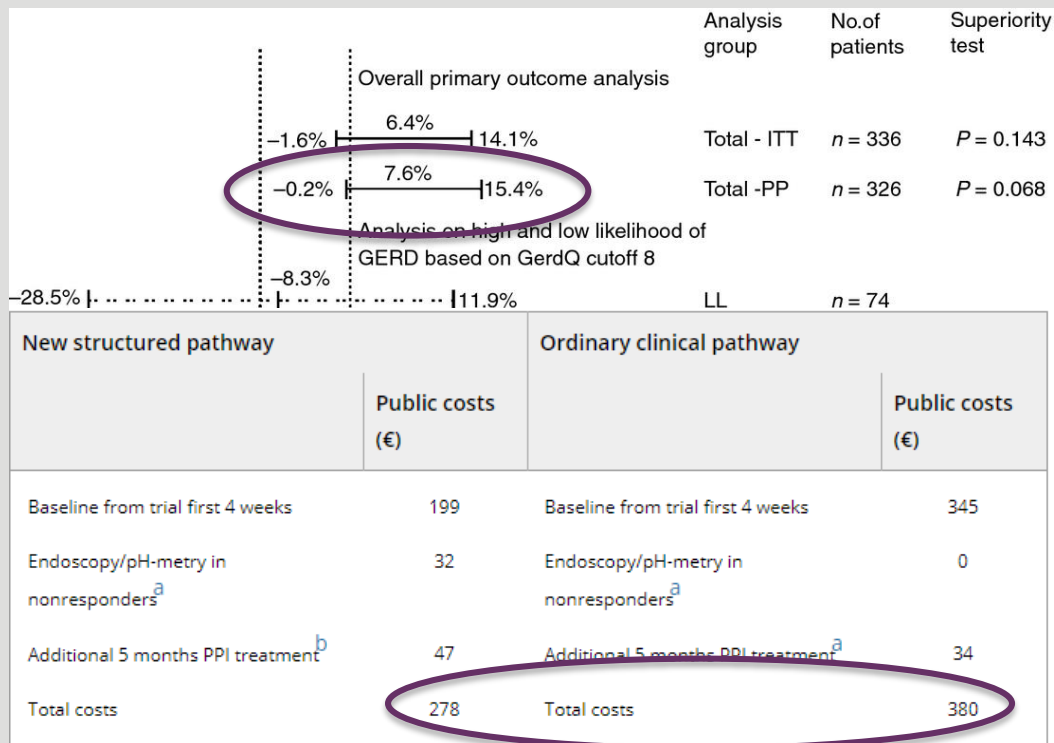 Analysis group No.of patients Superiority test
Overall primary outcome analysis
–1.6% 6.4% 14.1% Total - ITT n = 336 P = 0.143
–0.2% 7.6% 15.4% Total -PP n = 326 P = 0.068
Analysis on high and low likelihood of
GERD based on GerdQ cutoff 8
–28.5% –8.3% 11.9% LL n = 74
New structured pathway Ordinary clinical pathway
Public costs (€) Public costs (€)
Baseline from trial first 4 weeks 199 Baseline from trial first 4 weeks 345
Endoscopy/pH-metry in nonresponders a 32 Endoscopy/pH-metry in nonresponders a 0
Additional 5 months PPI treatment b 47 Additional 5 months PPI treatment a 34
Total costs 278 Total costs 380